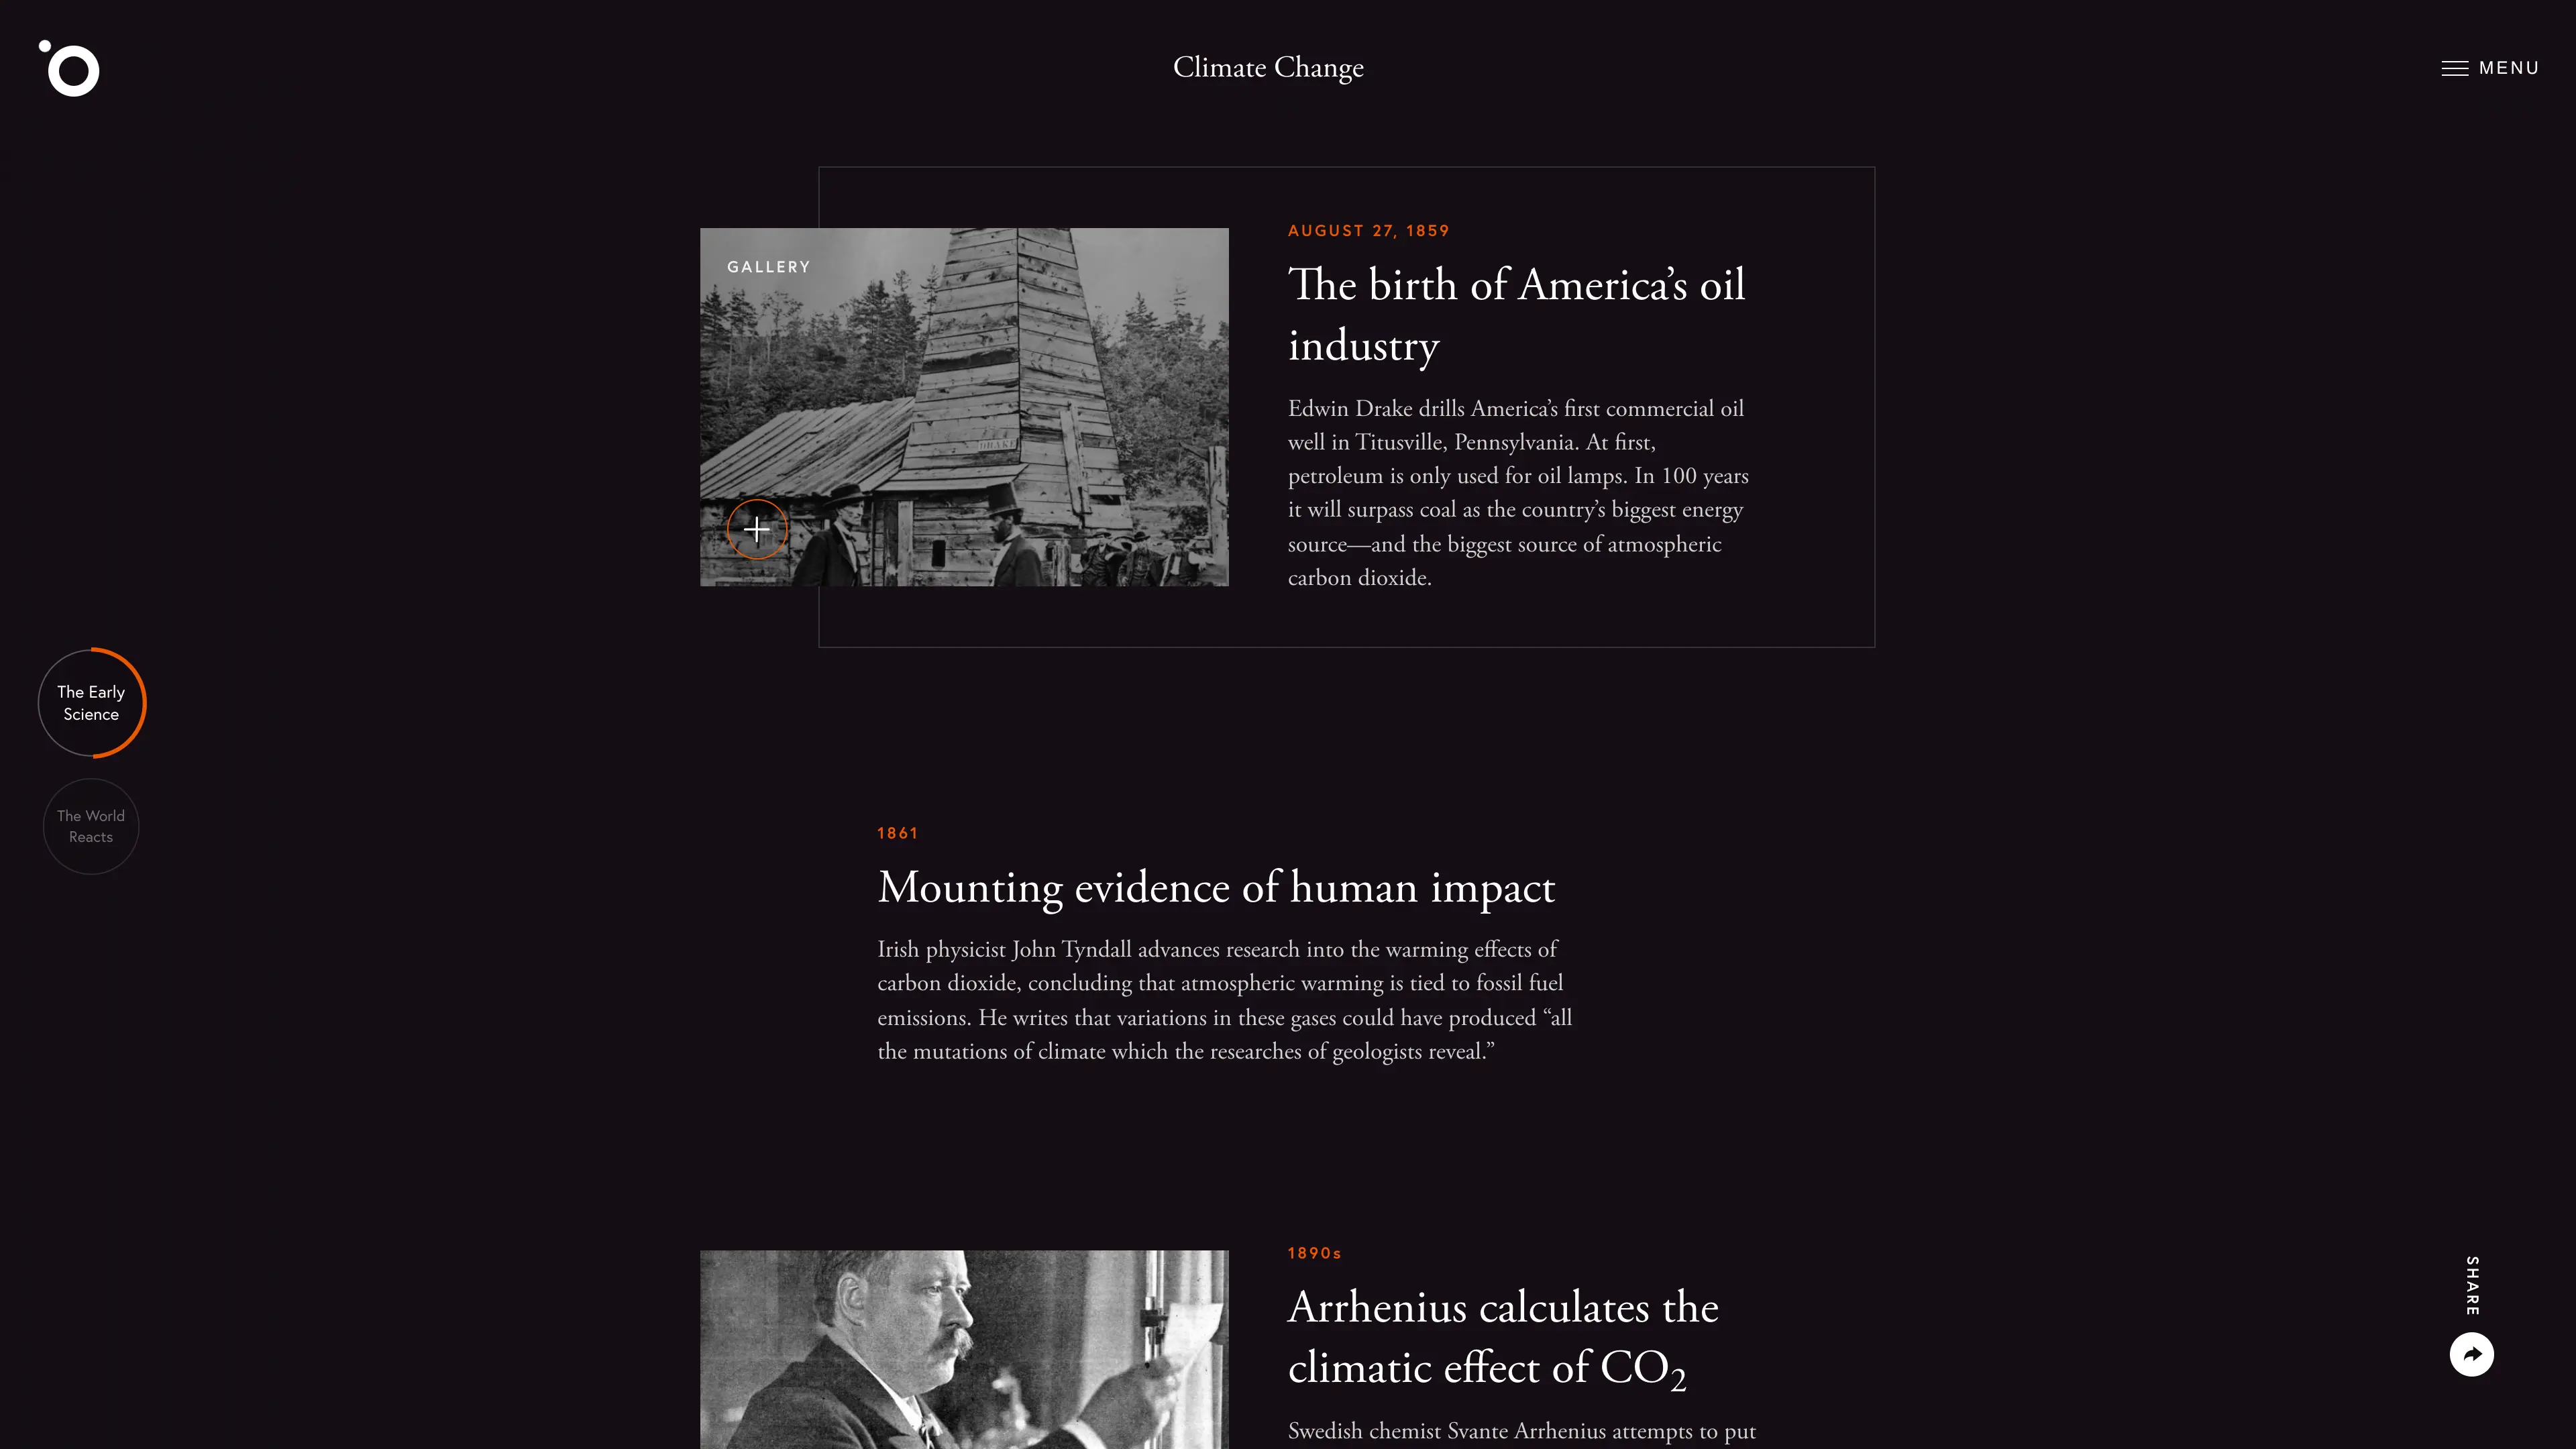 Climate Change
MENU
GALLERY
DRAKE
AUGUST 27, 1859
The birth of America’s oil
industry
Edwin Drake drills America’s first commercial oil
well in Titusville, Pennsylvania. At first,
petroleum is only used for oil lamps. In 100 years
it will surpass coal as the country’s biggest energy
source—and the biggest source of atmospheric
carbon dioxide.
The Early
Science
The World
Reacts
1861
Mounting evidence of human impact
Irish physicist John Tyndall advances research into the warming effects of
carbon dioxide, concluding that atmospheric warming is tied to fossil fuel
emissions. He writes that variations in these gases could have produced “all
the mutations of climate which the researches of geologists reveal.”
1890s
Arrhenius calculates the
climatic effect of CO₂
Swedish chemist Svante Arrhenius attempts to put
SHARE